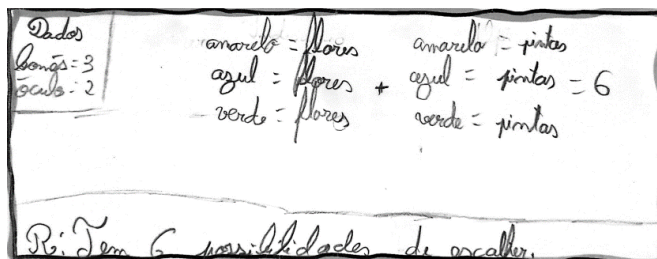 Dados
bonés = 3
óculo = 2
amarelo = flores
azul = flores
verde = flores
+
amarelo = pintas
azul = pintas = 6
verde = pintas
R: Tem 6 possibilidades de escolher.